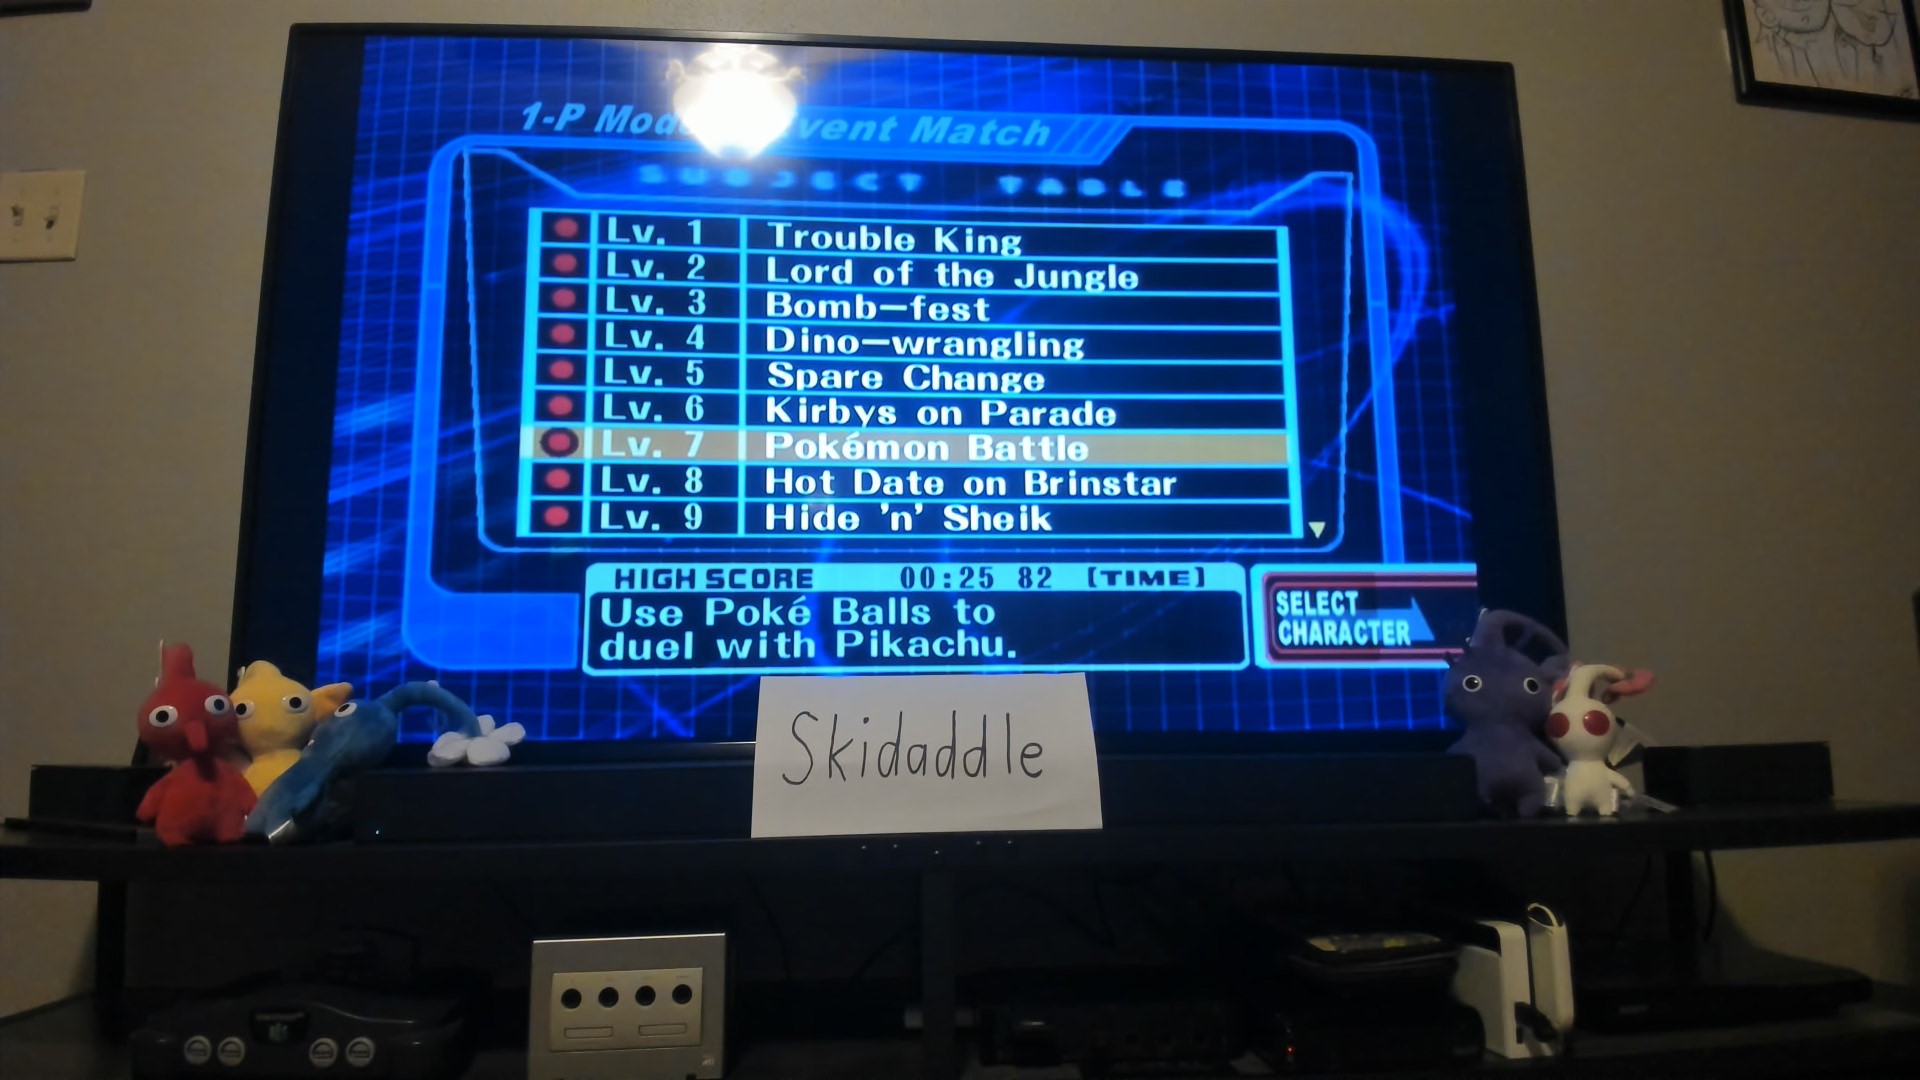 1-P Mode Event Match
SUBJECT TABLE
Lv. 1 Trouble King
Lv. 2 Lord of the Jungle
Lv. 3 Bomb-fest
Lv. 4 Dino-wrangling
Lv. 5 Spare Change
Lv. 6 Kirbys on Parade
Lv. 7 Pokémon Battle
Lv. 8 Hot Date on Brinstar
Lv. 9 Hide 'n' Sheik
HIGH SCORE 00:25 82 [TIME]
Use Poké Balls to
duel with Pikachu.
SELECT
CHARACTER
Skidaddle